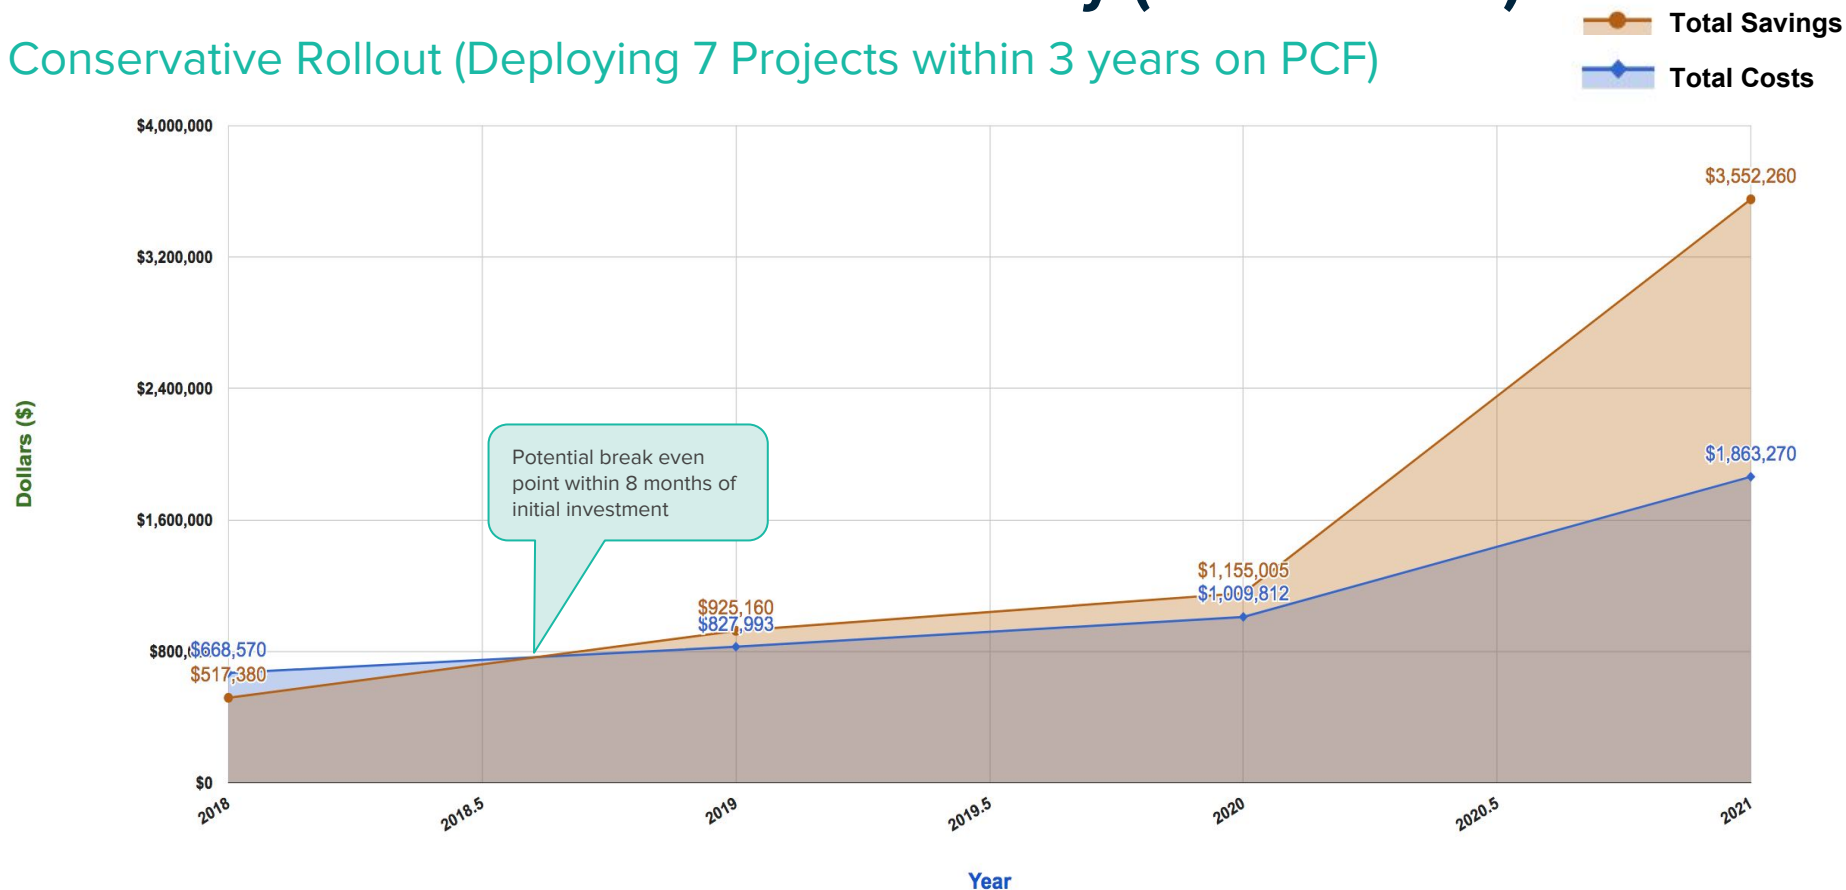 Total Savings
Conservative Rollout (Deploying 7 Projects within 3 years on PCF)
Total Costs
$4,000,000
$3,552,260
$3,200,000
$2,400,000
Dollars ($)
Potential break even
point within 8 months of
initial investment
$1,863,270
$1,600,000
$1,155,005
$1,009,812
$925,160
$827,993
$668,570
$517,380
$0
2018
2018.5
2019
2019.5
2020
2020.5
2021
Year